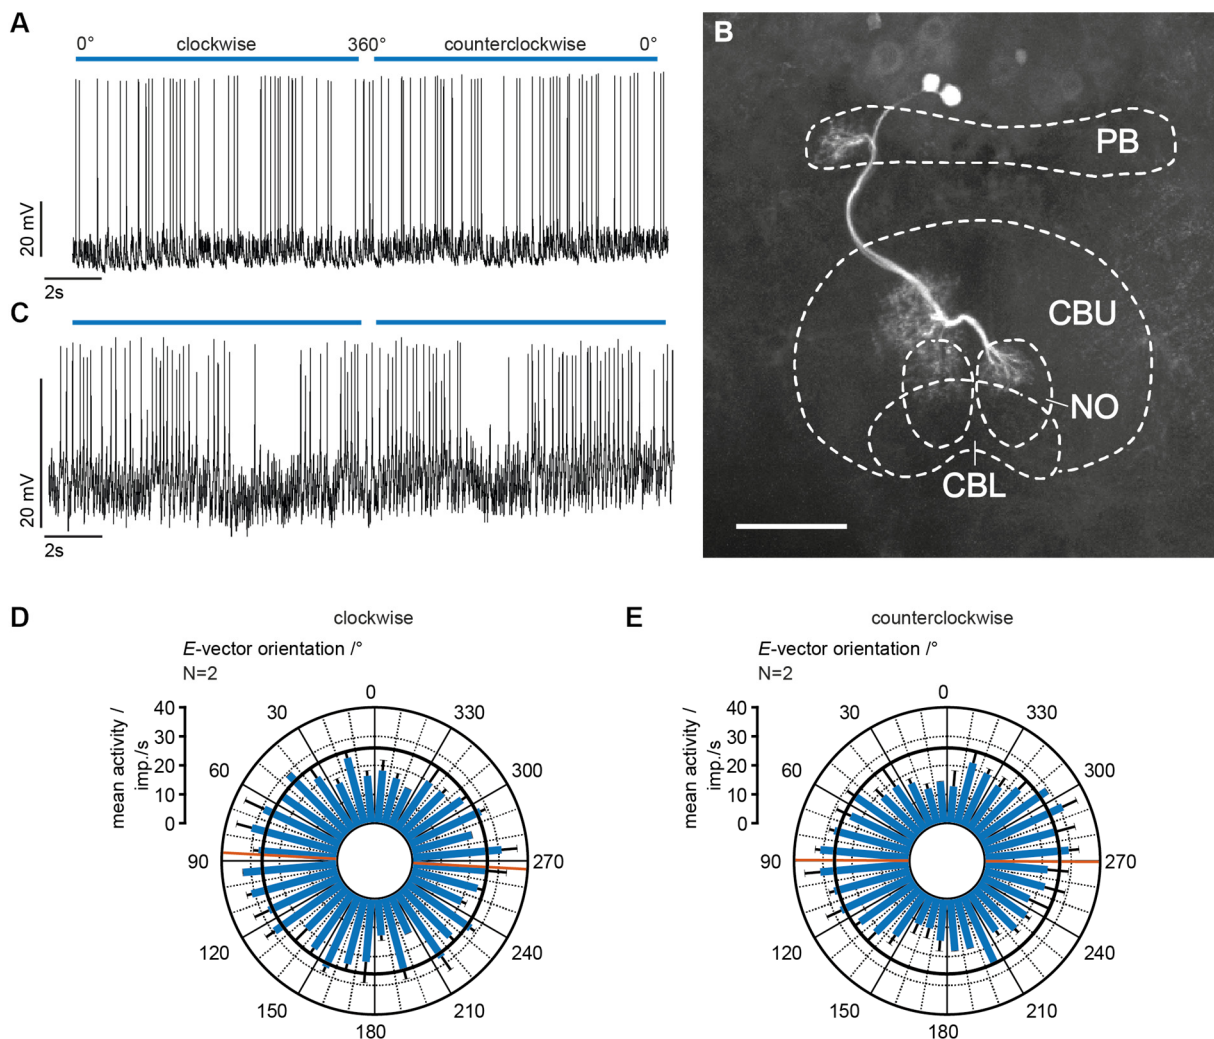 A
0° clockwise 360° counterclockwise 0°
20 mV
2s
B
PB
CBU
NO
CBL
C
20 mV
2s
D
clockwise
E-vector orientation /°
N=2
mean activity /
imp./s
40
30
20
10
0
0
330
300
270
240
210
180
150
120
90
60
30
E
counterclockwise
E-vector orientation /°
N=2
mean activity /
imp./s
40
30
20
10
0
0
330
300
270
240
210
180
150
120
90
60
30